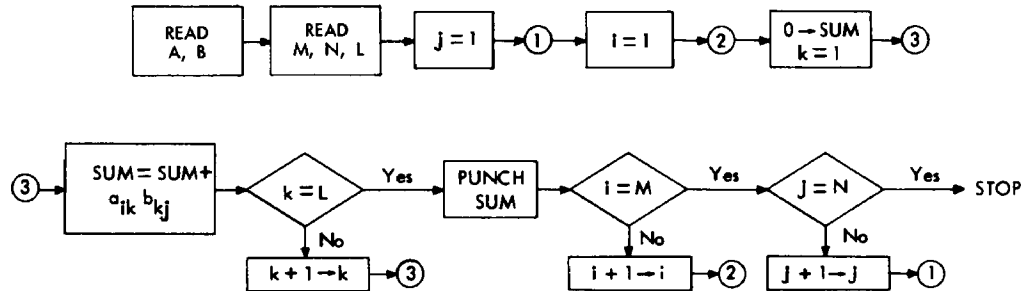 READ
A, B
READ
M, N, L
j = 1
1
i = 1
2
0 → SUM
k = 1
3
3
SUM = SUM +
a_ik b_kj
k = L
Yes
No
k + 1 → k
3
PUNCH
SUM
i = M
Yes
No
i + 1 → i
2
j = N
Yes
STOP
No
j + 1 → j
1